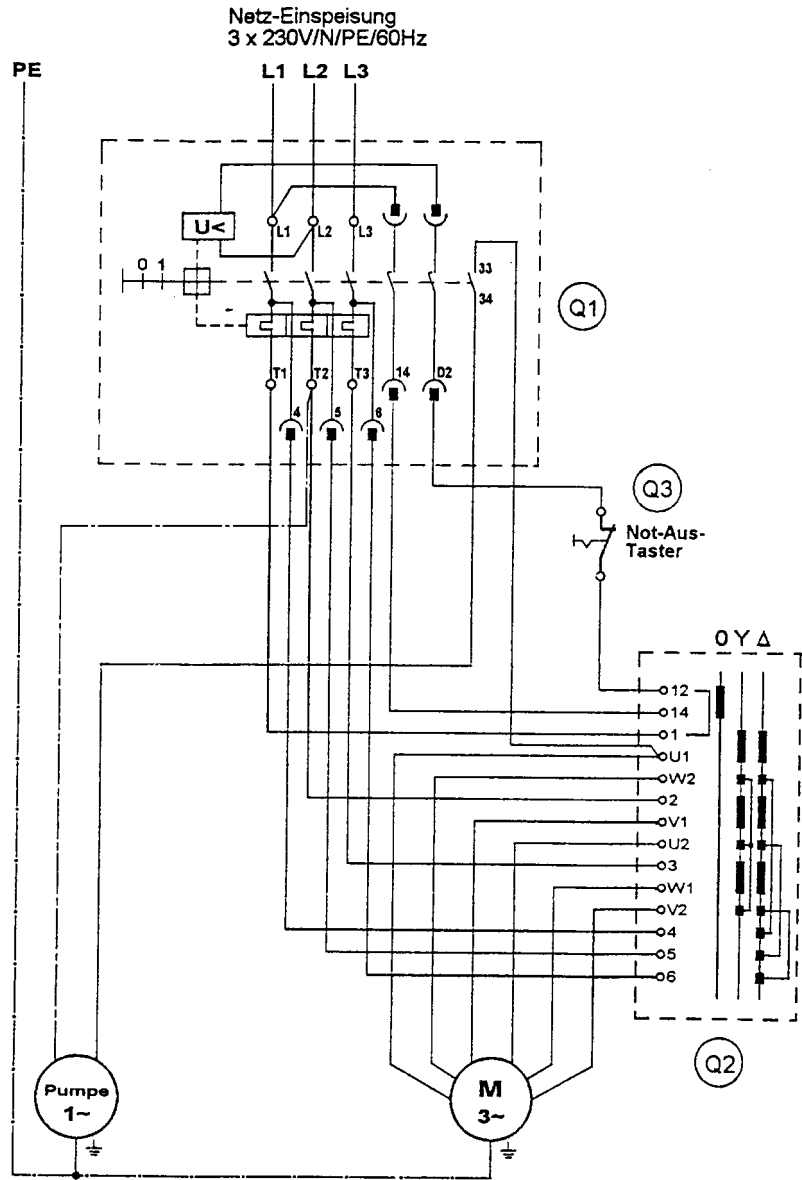 Netz-Einspeisung
3 x 230V/N/PE/60Hz
PE
L1 L2 L3
U<
L1 L2 L3
0 1
33
34
Q1
T1 T2 T3 14 D2
4 5 6
Q3
Not-Aus-
Taster
0 Y Δ
12
14
1
U1
W2
2
V1
U2
3
W1
V2
4
5
6
Q2
Pumpe
1~
M
3~